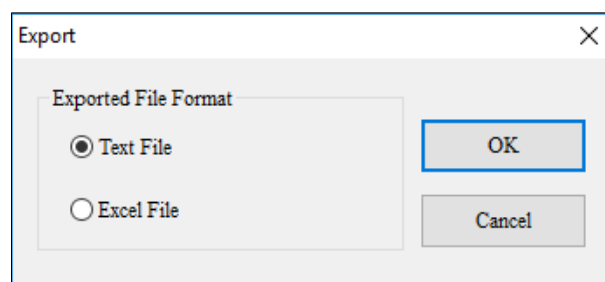 Export
Exported File Format
Text File
OK
Excel File
Cancel